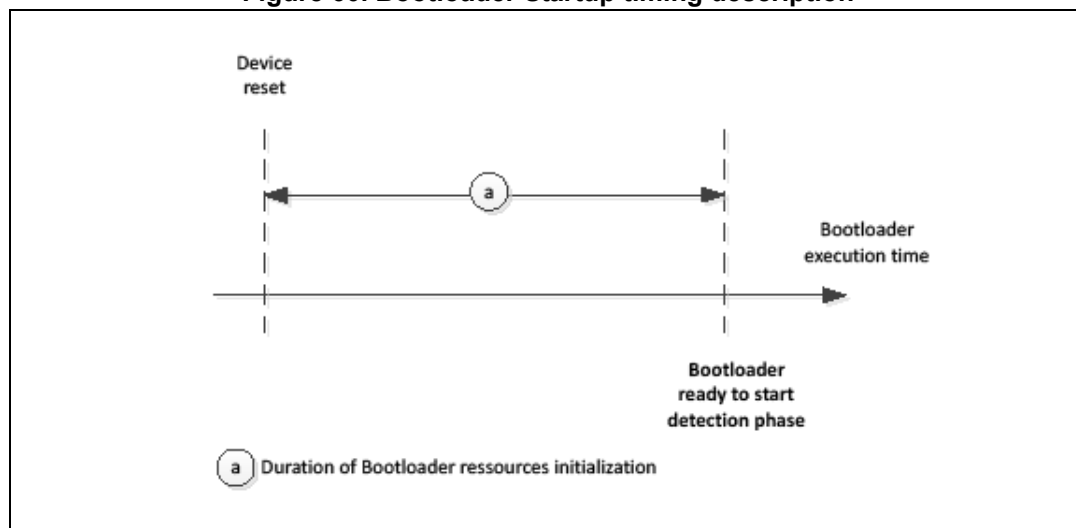 Figure Bootloader Startup timing description
Device
reset
a
Bootloader
execution time
Bootloader
ready to start
detection phase
a Duration of Bootloader ressources initialization